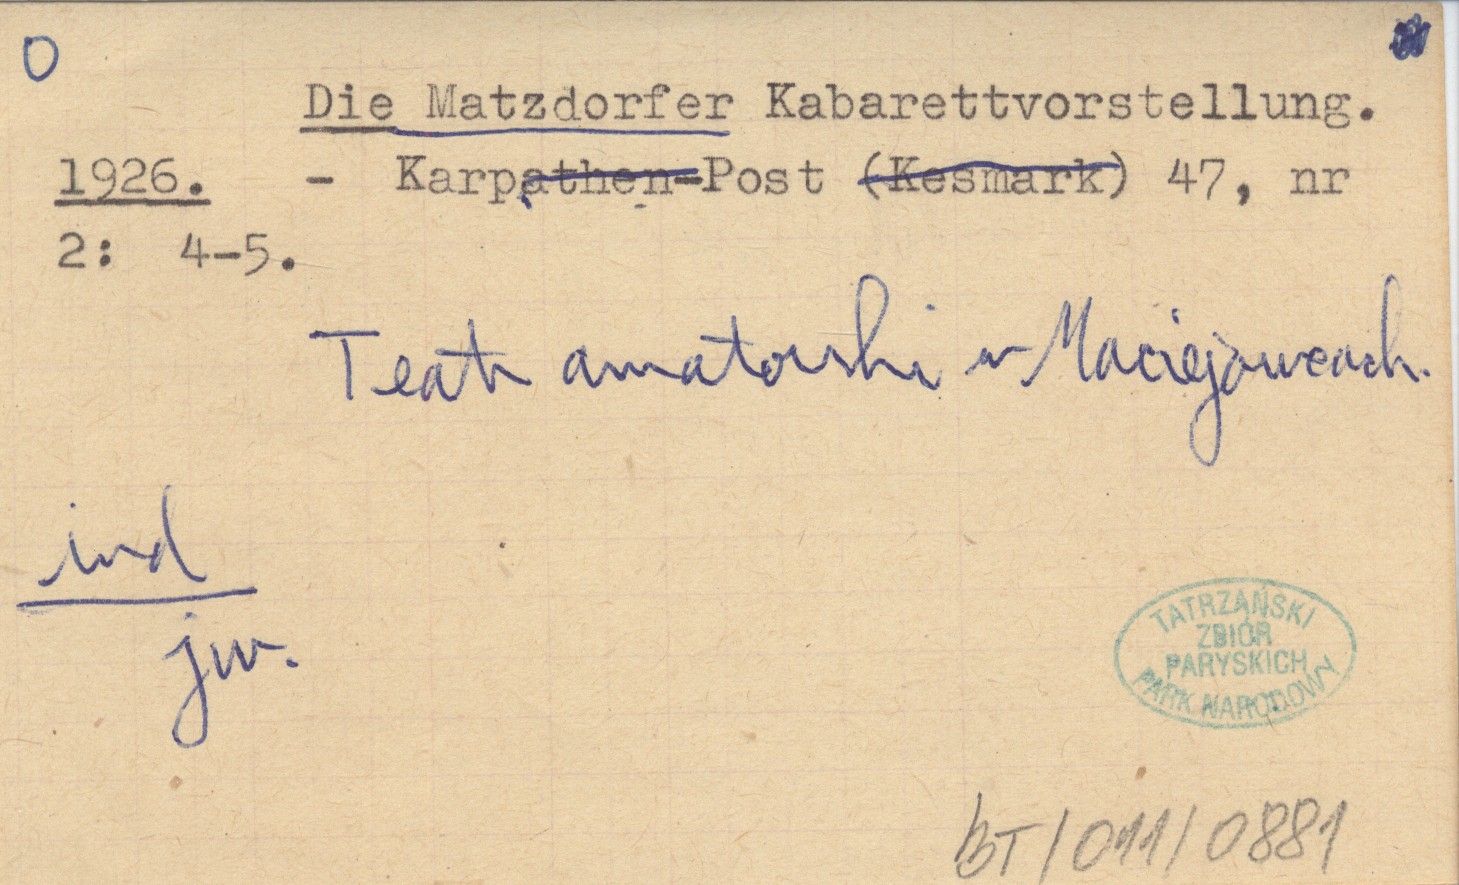 O
Die Matzdorfer Kabarettvorstellung.
1926. - Karpathen-Post (Kesmark) 47, nr
2: 4-5.
Teatr amatorski w Maciejowcach.
ind
jw.
TATRZAŃSKI
ZBIÓR
PARYSKICH
PARK NARODOWY
BT/011/0881